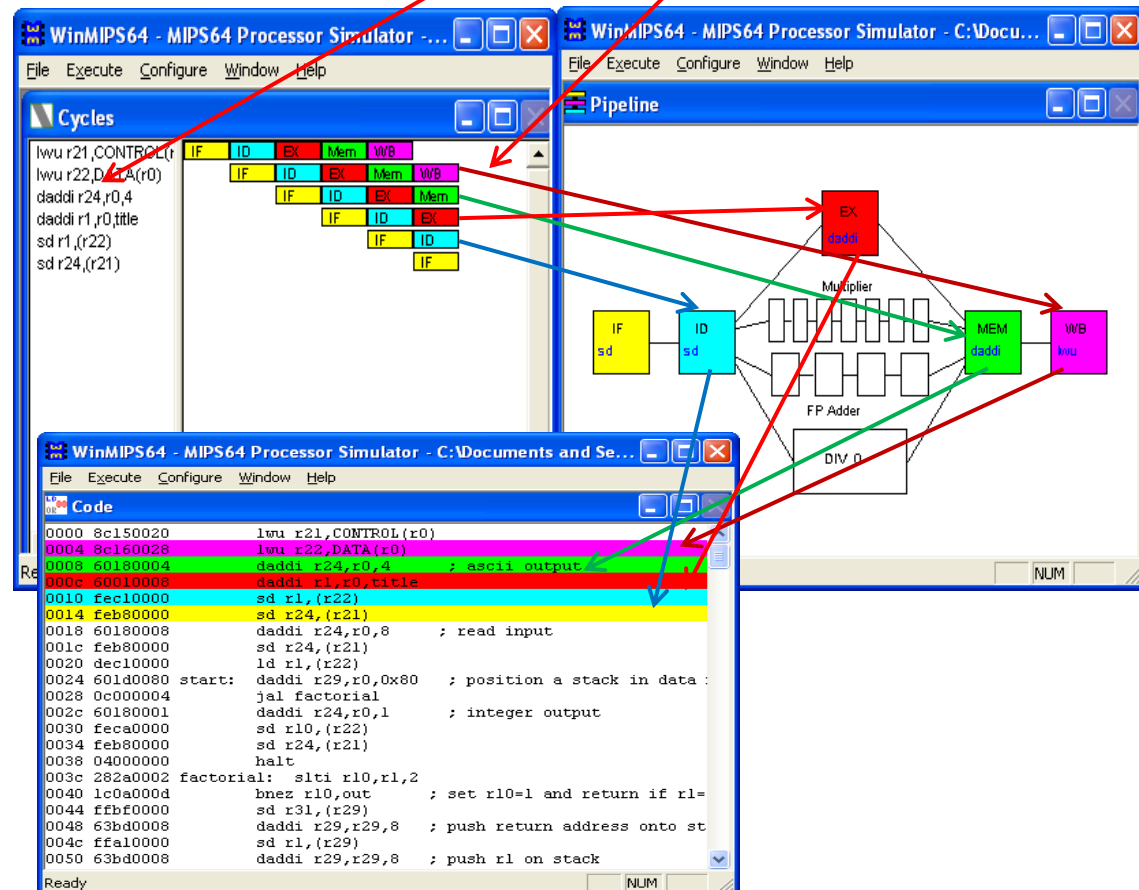 WinMIPS64 - MIPS64 Processor Simulator -...
File Execute Configure Window Help
Cycles
lwu r21,CONTROL(r IF ID EX Mem WB
lwu r22,DATA(r0) IF ID EX Mem WB
daddi r24,r0,4 IF ID EX Mem
daddi r1,r0,title IF ID EX
sd r1,(r22) IF ID
sd r24,(r21) IF
Re
WinMIPS64 - MIPS64 Processor Simulator - C:\Docu...
File Execute Configure Window Help
Pipeline
EX
daddi
Multiplier
IF ID MEM WB
sd sd daddi lwu
FP Adder
DIV 0
NUM
WinMIPS64 - MIPS64 Processor Simulator - C:\Documents and Se...
File Execute Configure Window Help
Code
0000 8c150020 lwu r21,CONTROL(r0)
0004 8c160028 lwu r22,DATA(r0)
0008 60180004 daddi r24,r0,4 ; ascii output
000c 60010008 daddi r1,r0,title
0010 fec10000 sd r1,(r22)
0014 feb80000 sd r24,(r21)
0018 60180008 daddi r24,r0,8 ; read input
001c feb80000 sd r24,(r21)
0020 dec10000 ld r1,(r22)
0024 601d0080 start: daddi r29,r0,0x80 ; position a stack in data
0028 0c000004 jal factorial
002c 60180001 daddi r24,r0,1 ; integer output
0030 feca0000 sd r10,(r22)
0034 feb80000 sd r24,(r21)
0038 04000000 halt
003c 282a0002 factorial: slti r10,r1,2
0040 1c0a000d bnez r10,out ; set r10=1 and return if r1=
0044 ffbf0000 sd r31,(r29)
0048 63bd0008 daddi r29,r29,8 ; push return address onto st
004c ffa10000 sd r1,(r29)
0050 63bd0008 daddi r29,r29,8 ; push r1 on stack
Ready NUM